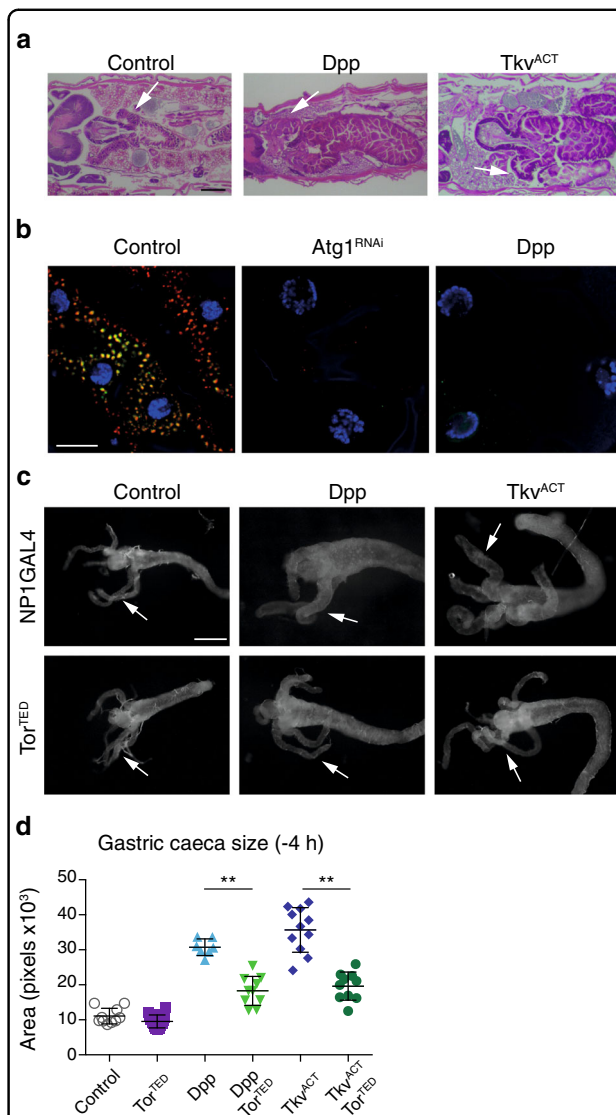 a
Control Dpp Tkv^ACT
b
Control Atg1^RNAi Dpp
c
Control Dpp Tkv^ACT
NP1GAL4
Tor^TED
d
Gastric caeca size (-4 h)
** **
Area (pixels x10³)
50
40
30
20
10
0
Control
Tor^TED
Dpp
Dpp Tor^TED
Tkv^ACT
Tkv^ACT Tor^TED